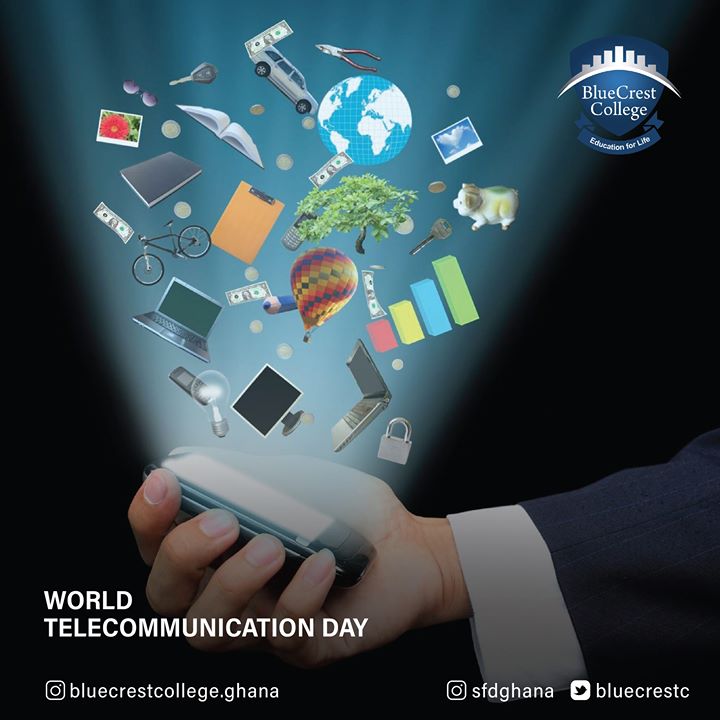 BlueCrest
College
Education for Life
WORLD
TELECOMMUNICATION DAY
bluecrestcollege.ghana
sfdghana bluecrestc